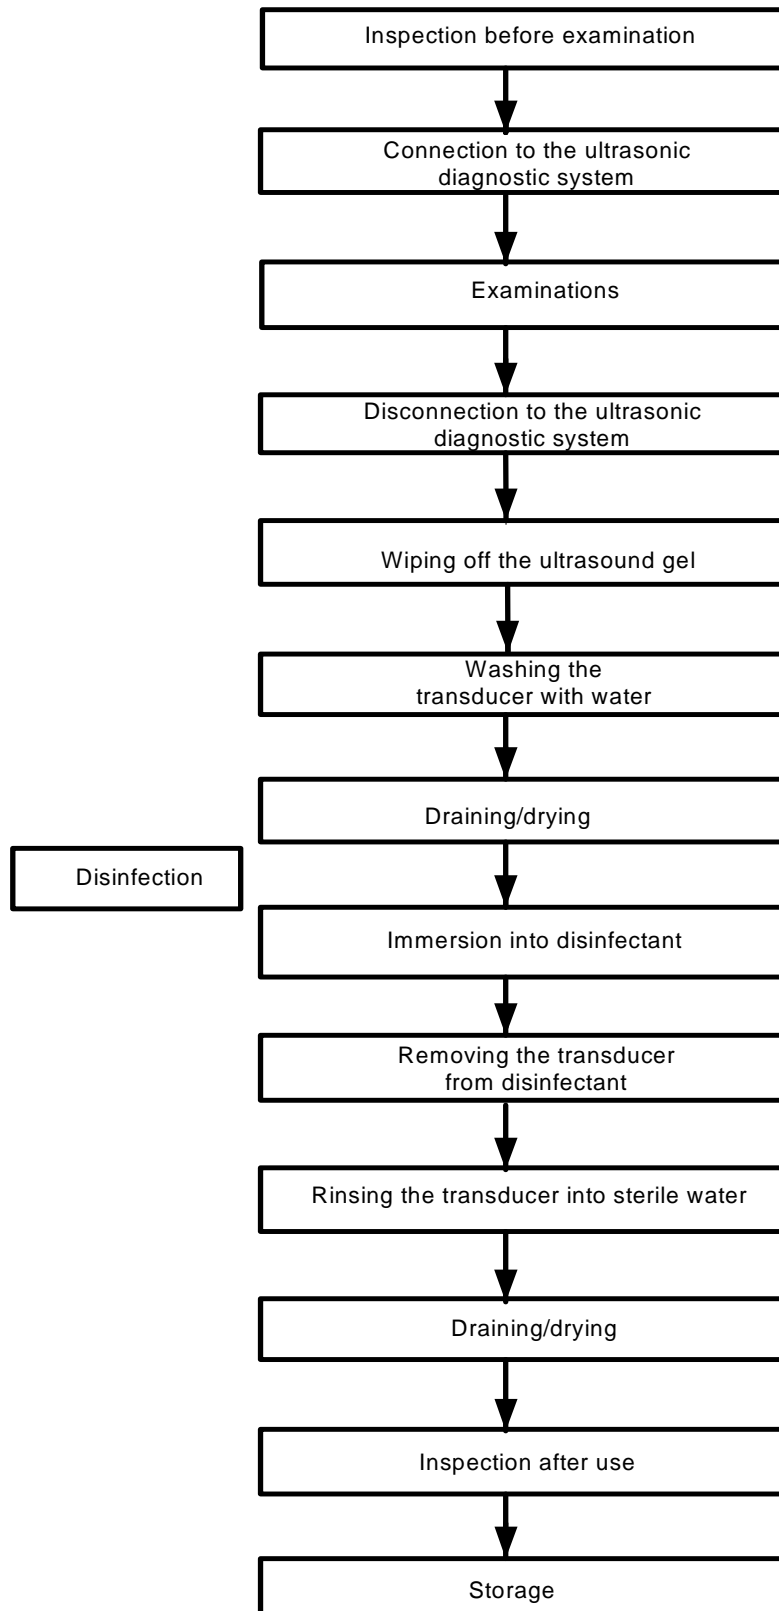 Inspection before examination
Connection to the ultrasonic
diagnostic system
Examinations
Disconnection to the ultrasonic
diagnostic system
Wiping off the ultrasound gel
Washing the
transducer with water
Draining/drying
Disinfection
Immersion into disinfectant
Removing the transducer
from disinfectant
Rinsing the transducer into sterile water
Draining/drying
Inspection after use
Storage